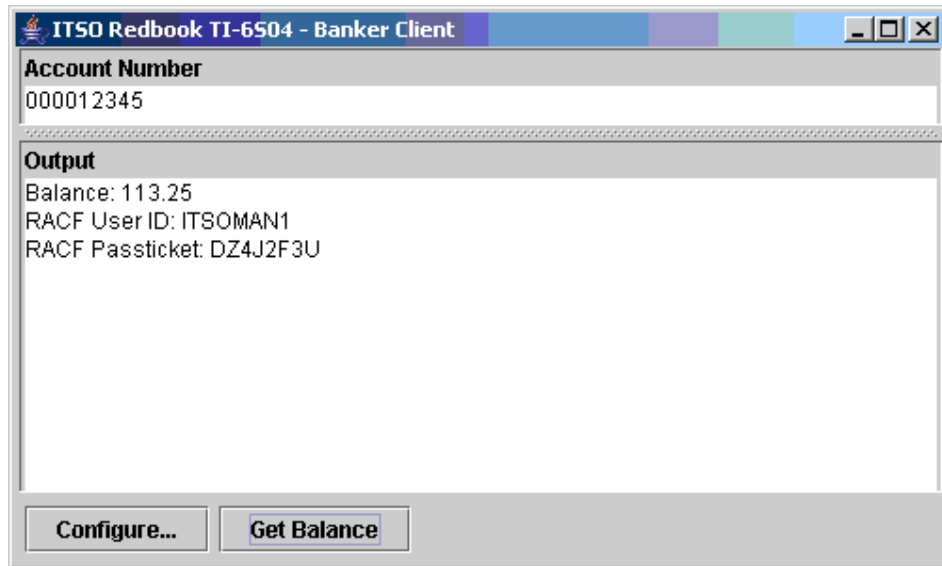 ITSO Redbook TI-6S04 - Banker Client
Account Number
000012345
Output
Balance: 113.25
RACF User ID: ITSOMAN1
RACF Passticket: DZ4J2F3U
Configure...
Get Balance